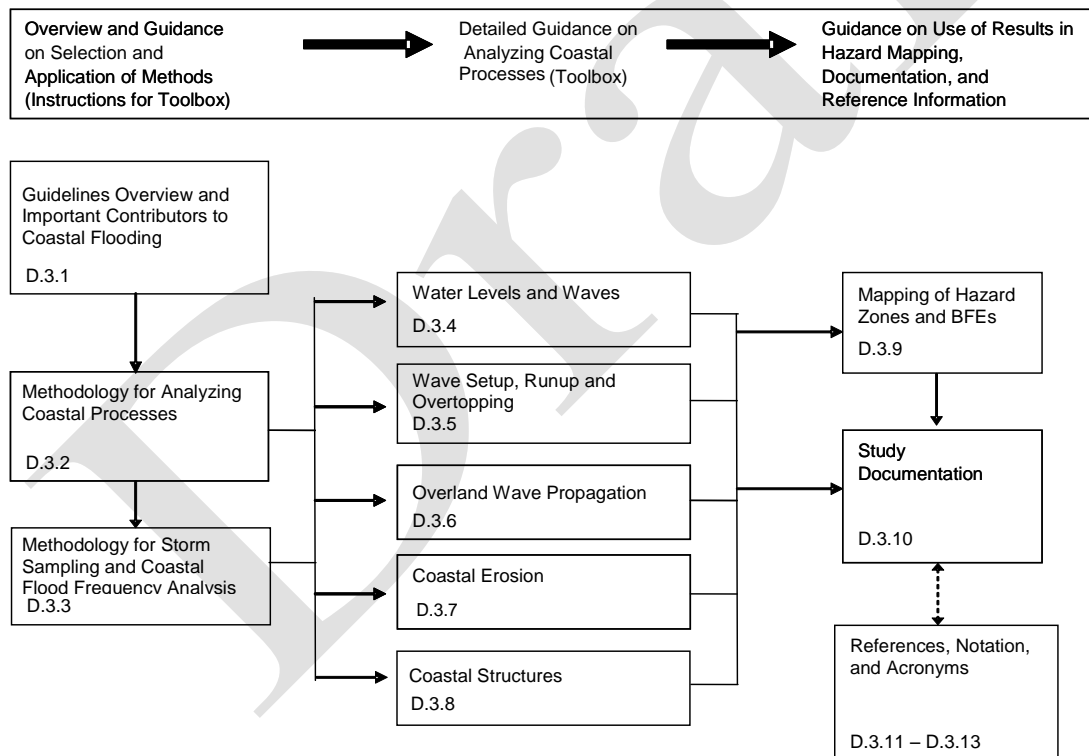 Overview and Guidance
on Selection and
Application of Methods
(Instructions for Toolbox)
Detailed Guidance on
Analyzing Coastal
Processes (Toolbox)
Guidance on Use of Results in
Hazard Mapping,
Documentation, and
Reference Information
Guidelines Overview and
Important Contributors to
Coastal Flooding
D.3.1
Methodology for Analyzing
Coastal Processes
D.3.2
Methodology for Storm
Sampling and Coastal
Flood Frequency Analysis
D.3.3
Water Levels and Waves
D.3.4
Wave Setup, Runup and
Overtopping
D.3.5
Overland Wave Propagation
D.3.6
Coastal Erosion
D.3.7
Coastal Structures
D.3.8
Mapping of Hazard
Zones and BFEs
D.3.9
Study
Documentation
D.3.10
References, Notation,
and Acronyms
D.3.11 – D.3.13